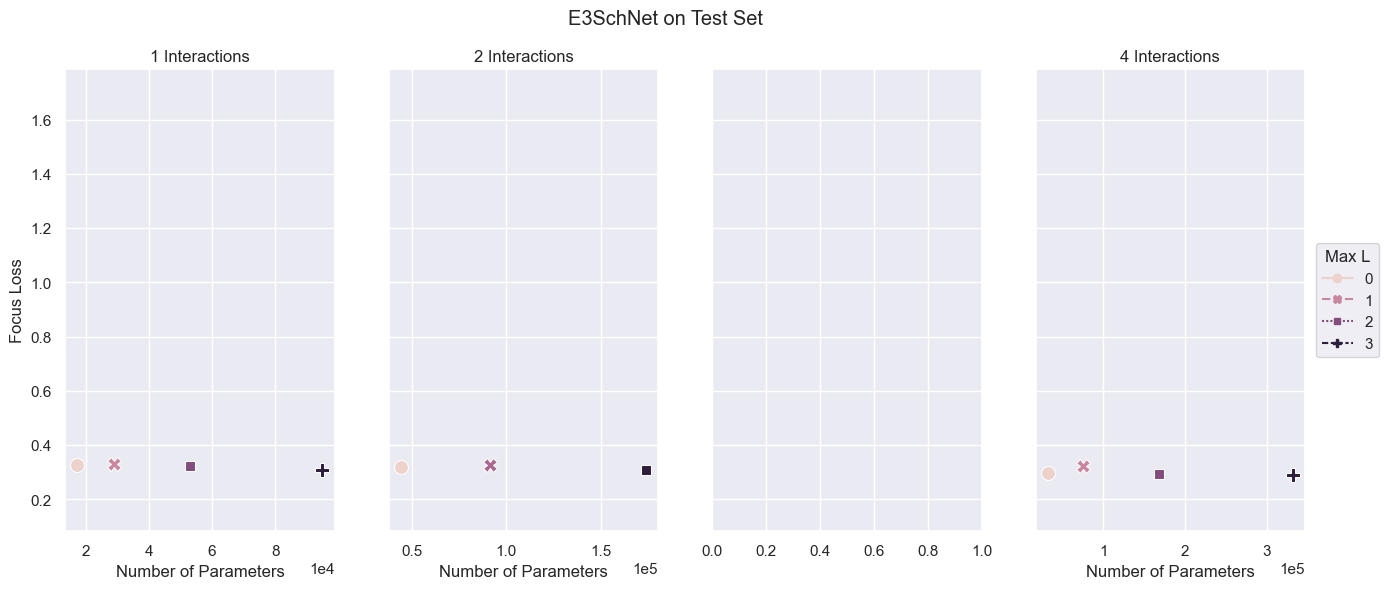 E3SchNet on Test Set
1 Interactions
2 Interactions
4 Interactions
Focus Loss
1.6
1.4
1.2
1.0
0.8
0.6
0.4
0.2
2 4 6 8
1e4
Number of Parameters
0.5 1.0 1.5
1e5
Number of Parameters
0.0 0.2 0.4 0.6 0.8 1.0
1 2 3
1e5
Number of Parameters
Max L
0
1
2
3